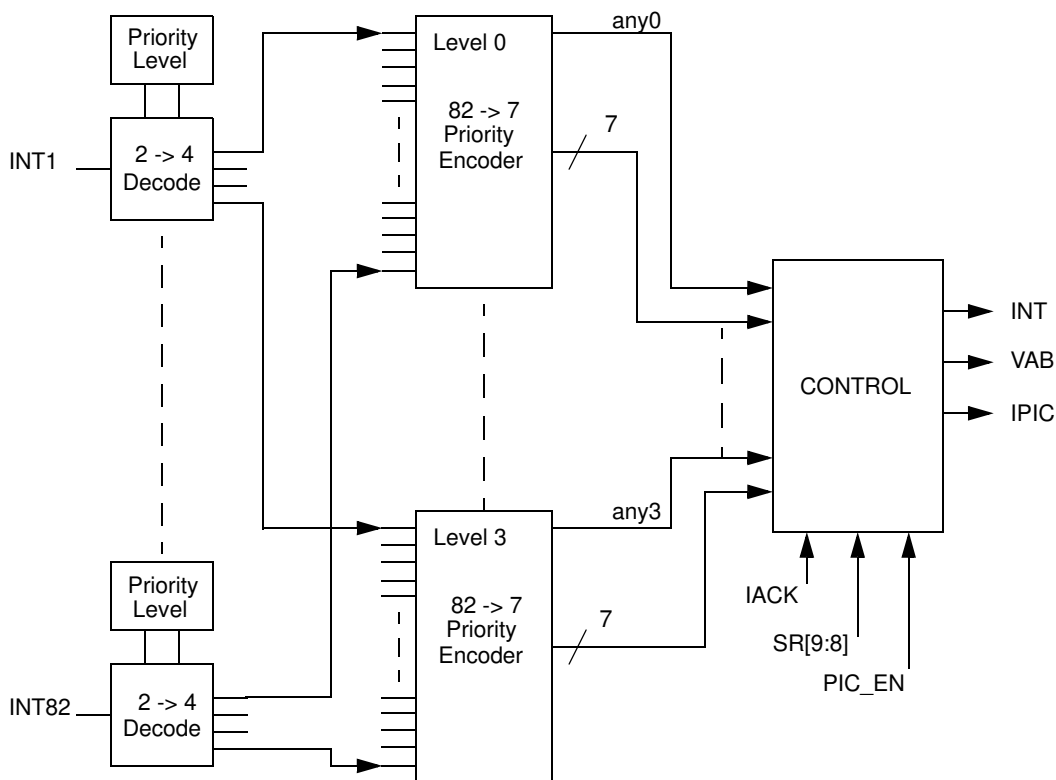 Priority
Level
INT1
2 -> 4
Decode
Level 0
82 -> 7
Priority
Encoder
any0
7
CONTROL
INT
VAB
IPIC
IACK
SR[9:8]
PIC_EN
Priority
Level
INT82
2 -> 4
Decode
Level 3
82 -> 7
Priority
Encoder
any3
7